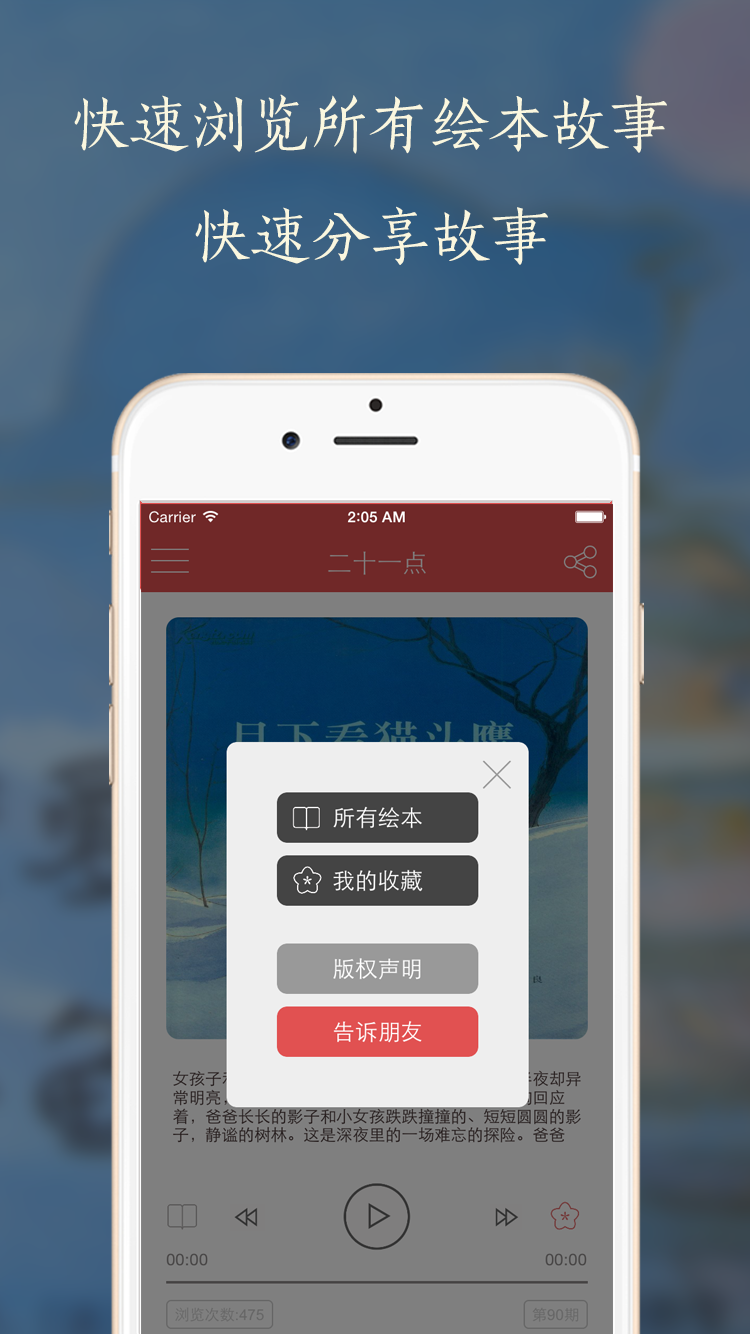 快速浏览所有绘本故事
快速分享故事
Carrier
2:05 AM
二十一点
月下看猫头鹰
所有绘本
我的收藏
版权声明
告诉朋友
女孩子
夜却异
常明亮,
回应
着，爸爸长长的影子和小女孩跌跌撞撞的、短短圆圆的影
子，静谧的树林。这是深夜里的一场难忘的探险。爸爸
00:00
00:00
浏览次数:475
第90期